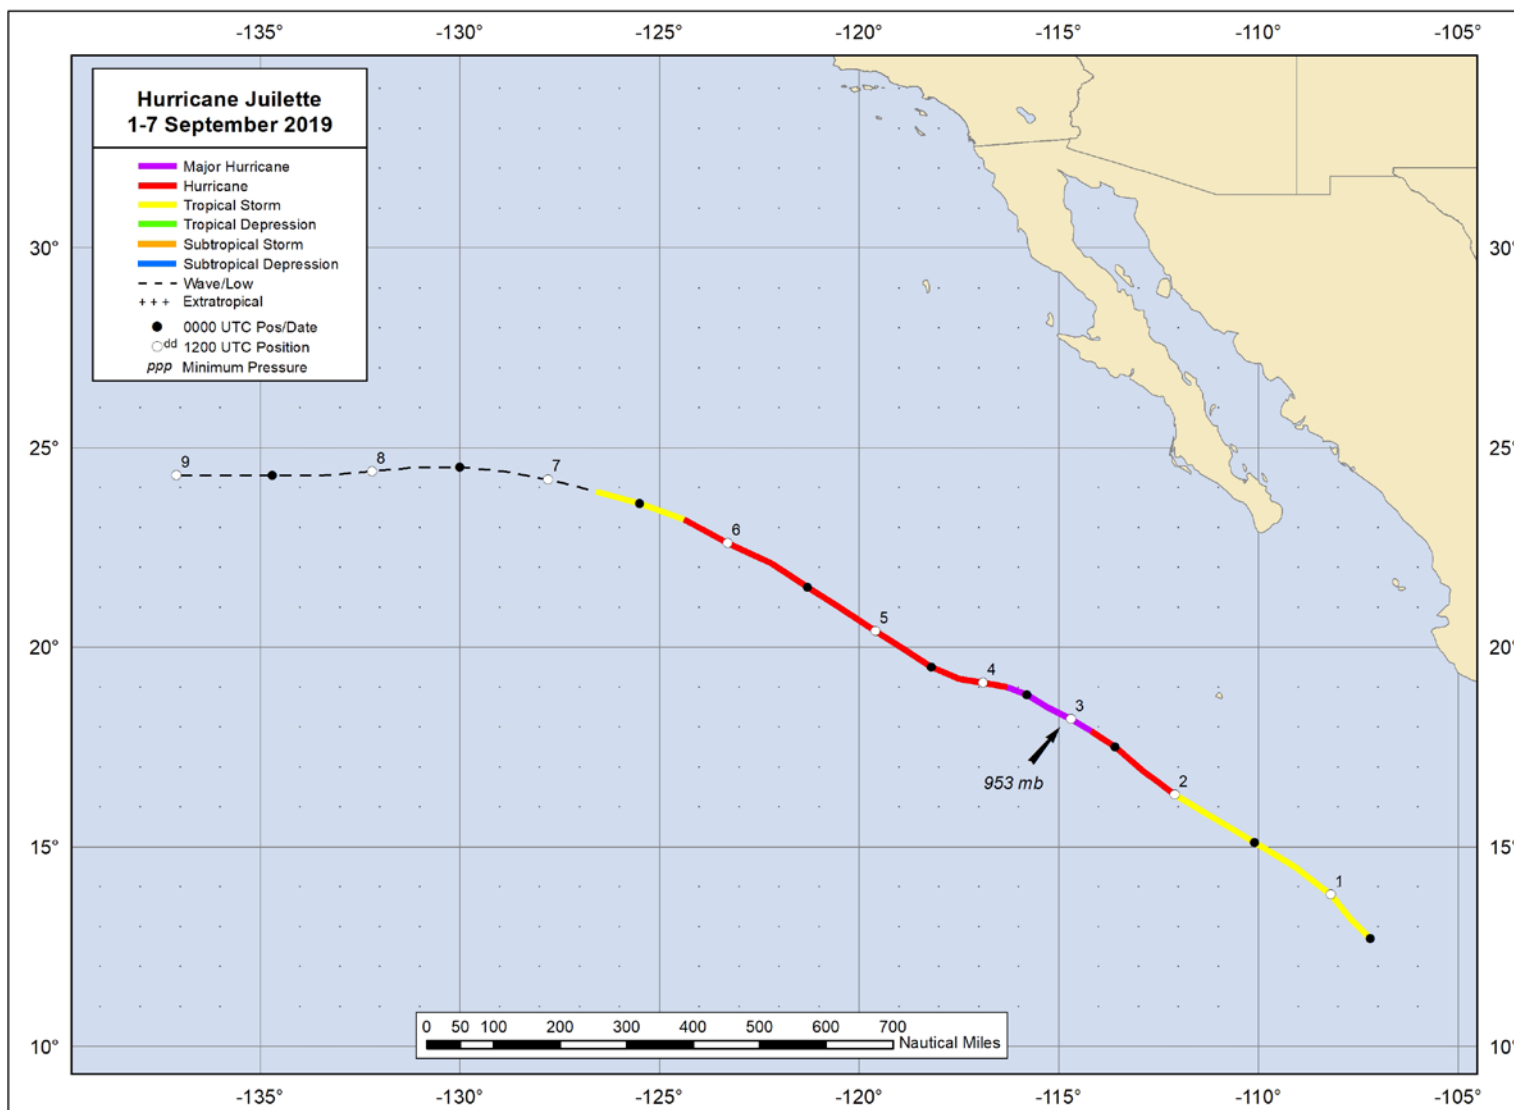 -135° -130° -125° -120° -115° -110° -105°
Hurricane Juilette
1-7 September 2019
Major Hurricane
Hurricane
Tropical Storm
Tropical Depression
Subtropical Storm
Subtropical Depression
Wave/Low
+++ Extratropical
0000 UTC Pos/Date
dd 1200 UTC Position
ppp Minimum Pressure
30° 30°
25° 25°
9 8 7
6
5
20° 20°
4
3
953 mb
2
15° 15°
1
0 50 100 200 300 400 500 600 700
Nautical Miles
10° 10°
-135° -130° -125° -120° -115° -110° -105°